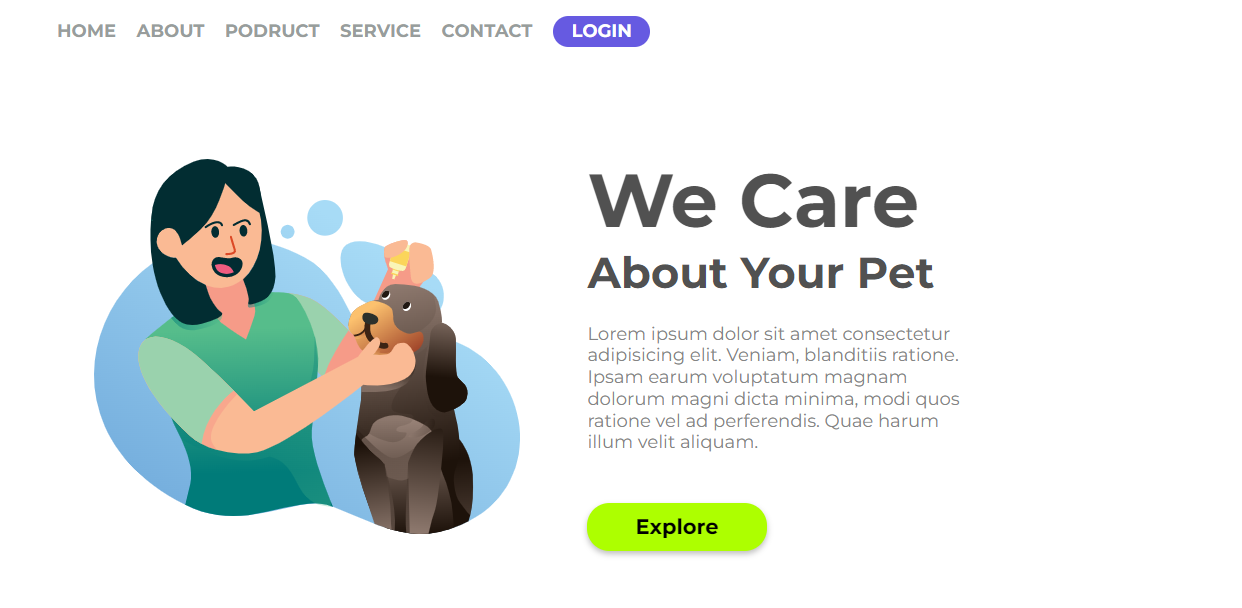 HOME ABOUT PODRUCT SERVICE CONTACT LOGIN
We Care
About Your Pet
Lorem ipsum dolor sit amet consectetur
adipisicing elit. Veniam, blanditiis ratione.
Ipsam earum voluptatum magnam
dolorum magni dicta minima, modi quos
ratione vel ad perferendis. Quae harum
illum velit aliquam.
Explore